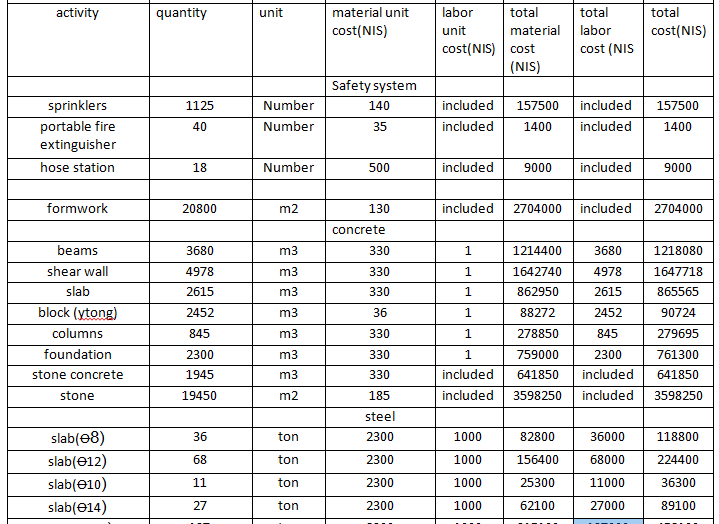 activity quantity unit material unit cost(NIS) labor unit cost(NIS) total material cost (NIS) total labor cost (NIS total cost(NIS)
Safety system
sprinklers 1125 Number 140 included 157500 included 157500
portable fire extinguisher 40 Number 35 included 1400 included 1400
hose station 18 Number 500 included 9000 included 9000
formwork 20800 m2 130 included 2704000 included 2704000
concrete
beams 3680 m3 330 1 1214400 3680 1218080
shear wall 4978 m3 330 1 1642740 4978 1647718
slab 2615 m3 330 1 862950 2615 865565
block (ytong) 2452 m3 36 1 88272 2452 90724
columns 845 m3 330 1 278850 845 279695
foundation 2300 m3 330 1 759000 2300 761300
stone concrete 1945 m3 330 included 641850 included 641850
stone 19450 m2 185 included 3598250 included 3598250
steel
slab(Ө8) 36 ton 2300 1000 82800 36000 118800
slab(Ө12) 68 ton 2300 1000 156400 68000 224400
slab(Ө10) 11 ton 2300 1000 25300 11000 36300
slab(Ө14) 27 ton 2300 1000 62100 27000 89100